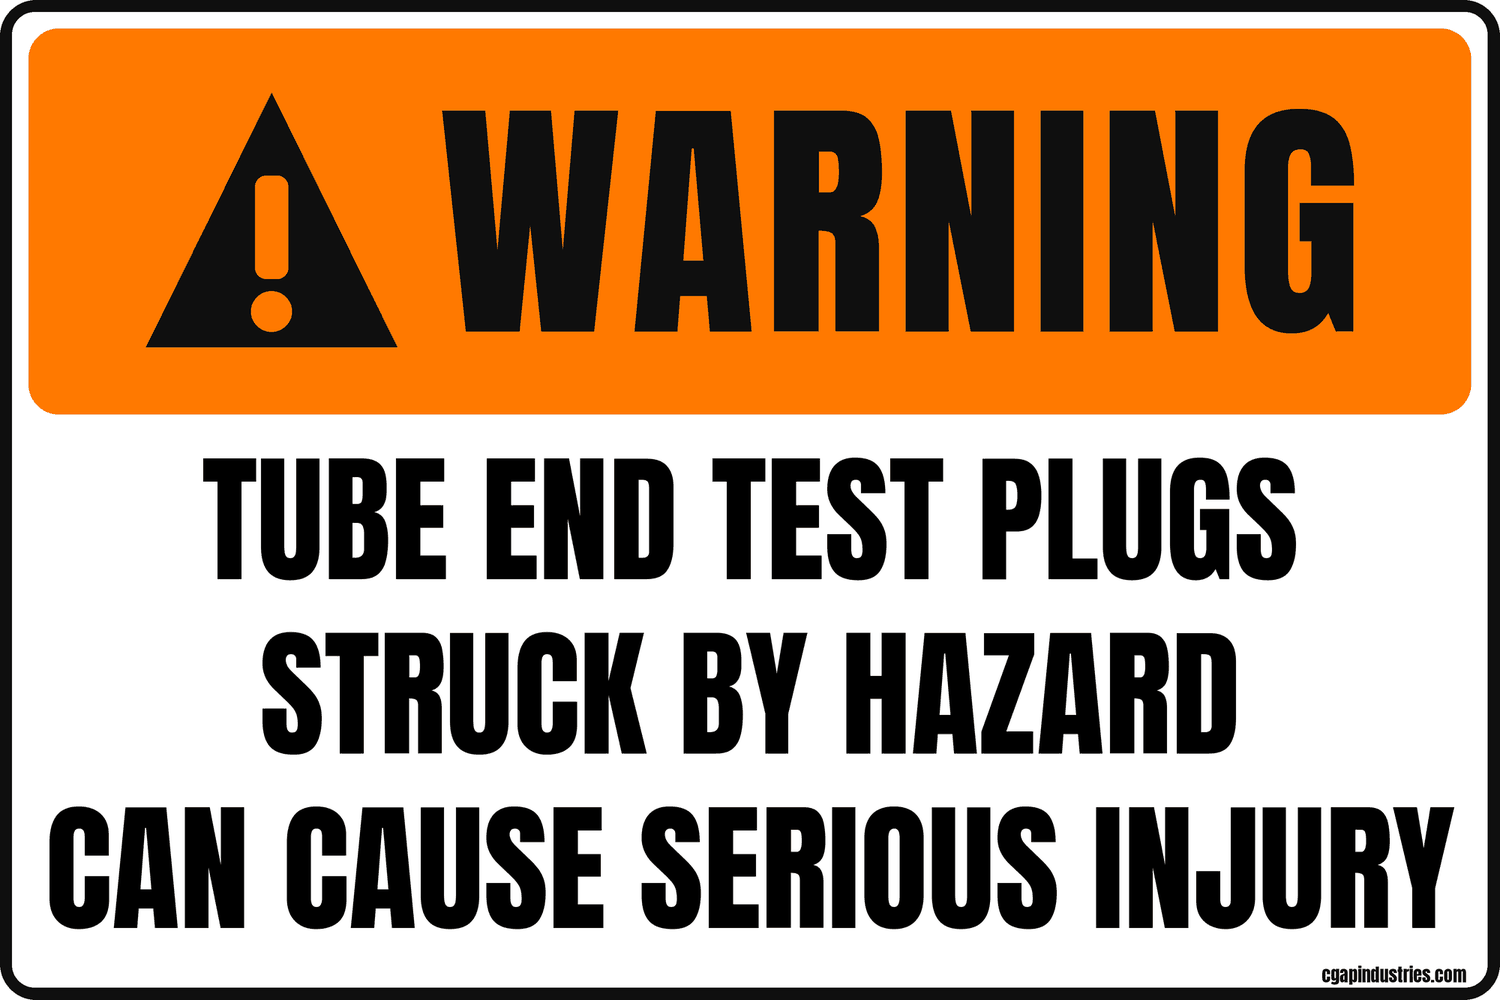 WARNING
TUBE END TEST PLUGS
STRUCK BY HAZARD
CAN CAUSE SERIOUS INJURY
cgapindustries.com